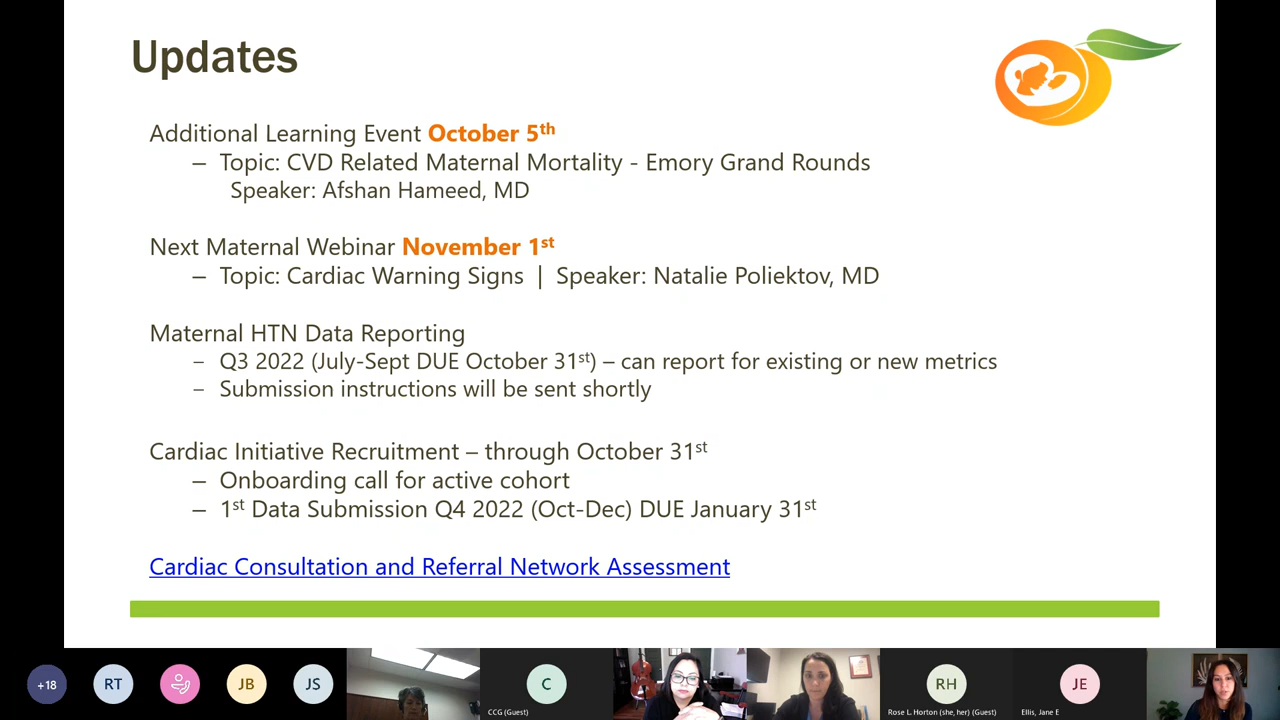 Updates
Additional Learning Event October 5th
– Topic: CVD Related Maternal Mortality - Emory Grand Rounds
Speaker: Afshan Hameed, MD
Next Maternal Webinar November 1st
– Topic: Cardiac Warning Signs | Speaker: Natalie Poliektov, MD
Maternal HTN Data Reporting
– Q3 2022 (July-Sept DUE October 31st) – can report for existing or new metrics
– Submission instructions will be sent shortly
Cardiac Initiative Recruitment – through October 31st
– Onboarding call for active cohort
– 1st Data Submission Q4 2022 (Oct-Dec) DUE January 31st
Cardiac Consultation and Referral Network Assessment
+18
RT
JB
JS
C
RH
JE
CCG (Guest)
Rose L. Horton (she, her) (Guest)
Ellis, Jane E